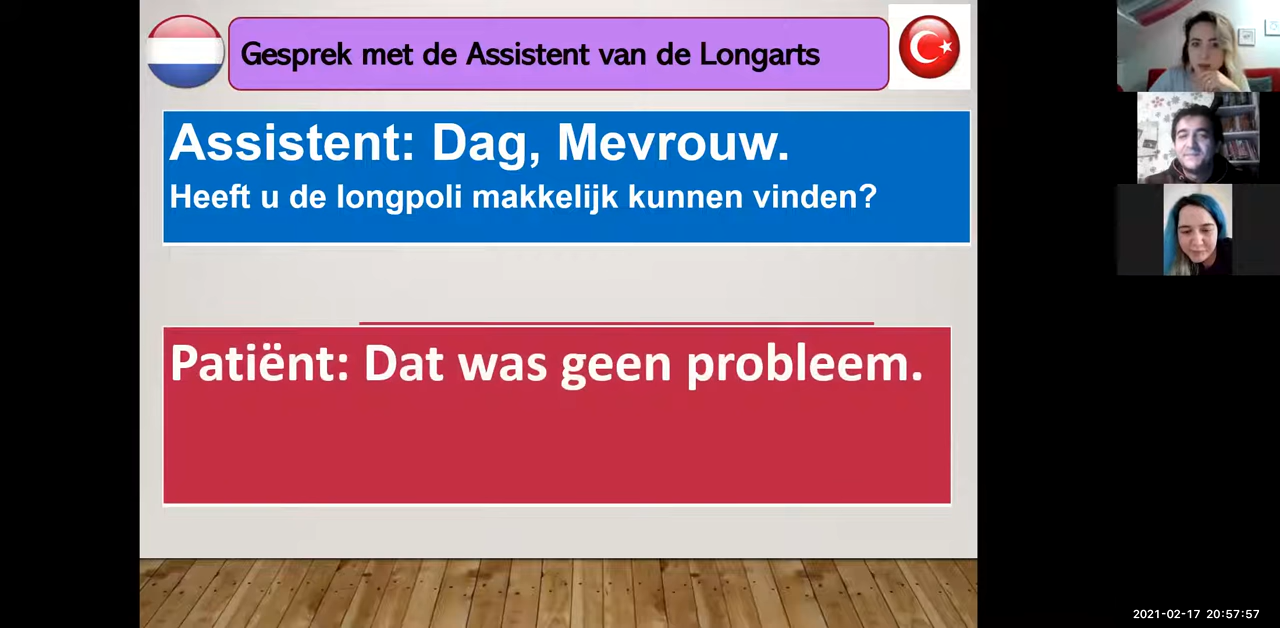 Gesprek met de Assistent van de Longarts
Assistent: Dag, Mevrouw.
Heeft u de longpoli makkelijk kunnen vinden?
Patiënt: Dat was geen probleem.
2021-02-17 20:57:57